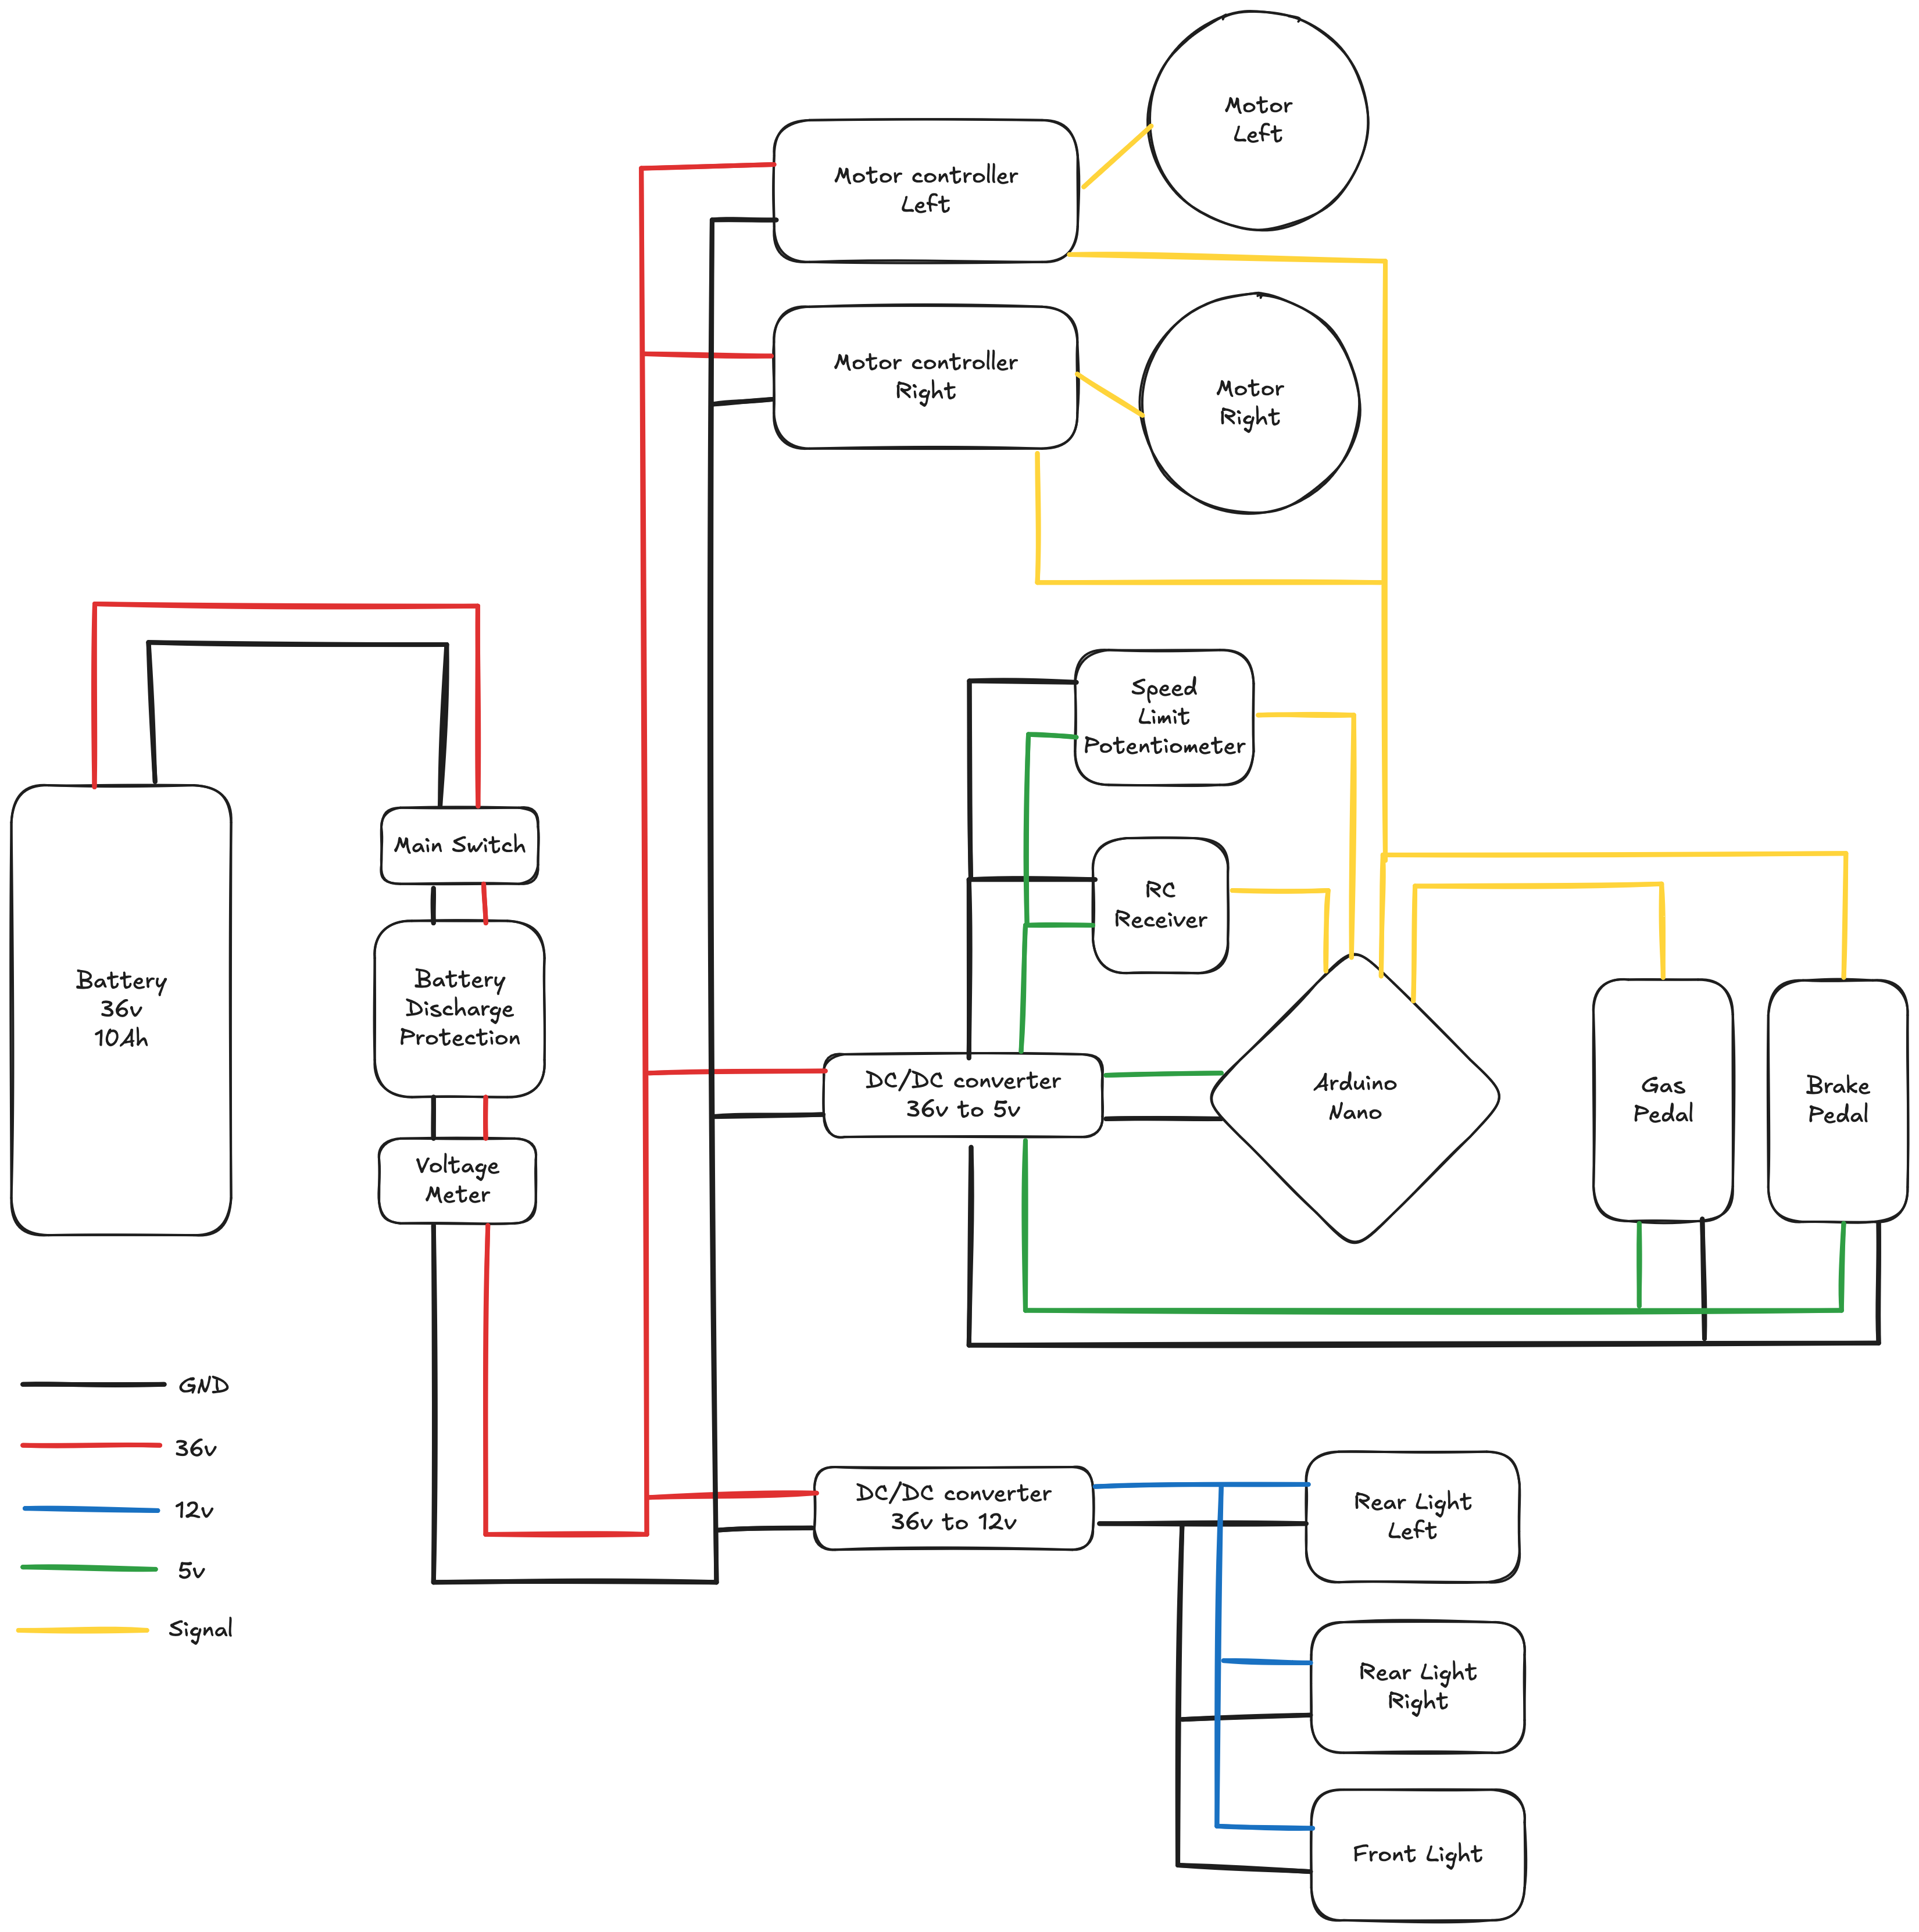 Motor
Left
Motor controller
Left
Motor controller
Right
Motor
Right
Speed
Limit
Potentiometer
Main Switch
RC
Receiver
Battery
36v
10Ah
Battery
Discharge
Protection
DC/DC converter
36v to 5v
Arduino
Nano
Gas
Pedal
Brake
Pedal
Voltage
Meter
GND
36v
12v
5v
Signal
DC/DC converter
36v to 12v
Rear Light
Left
Rear Light
Right
Front Light